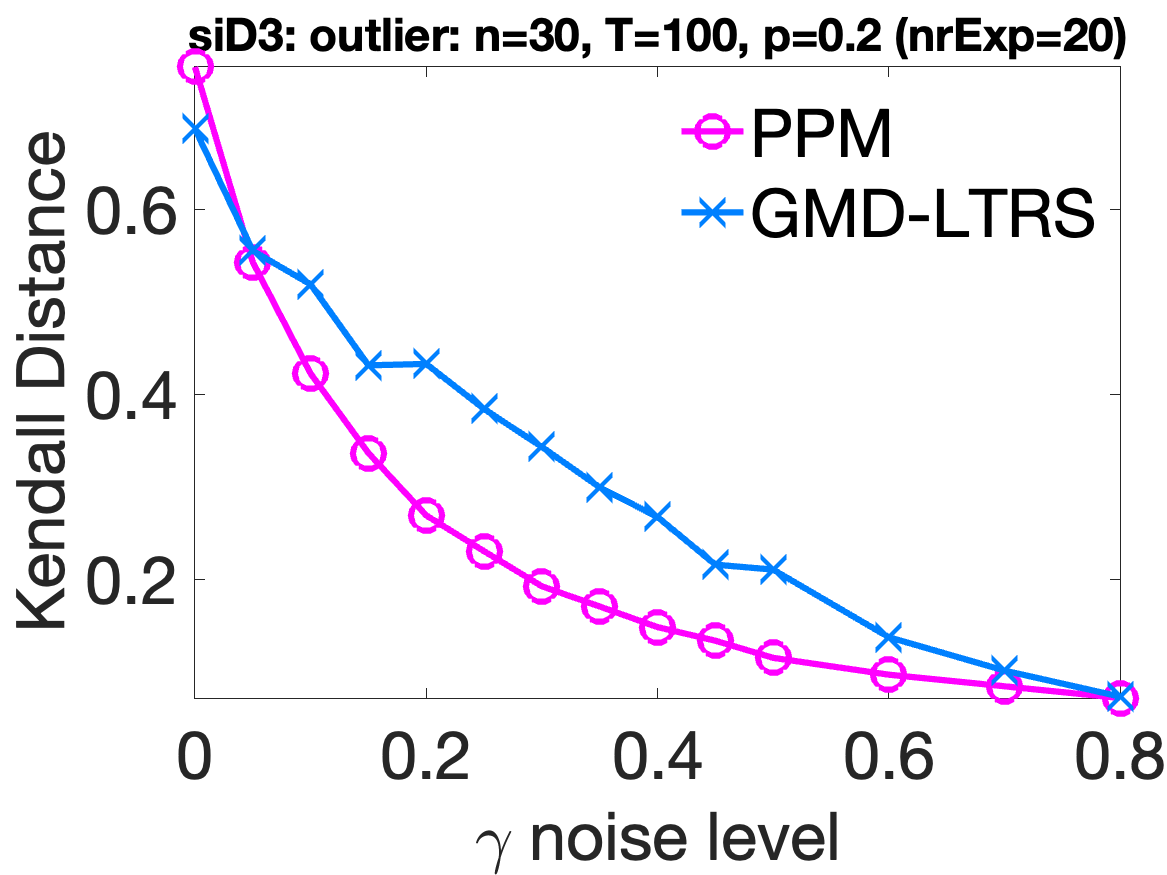 siD3: outlier: n=30, T=100, p=0.2 (nrExp=20)
PPM
GMD-LTRS
Kendall Distance
0.6
0.4
0.2
0 0.2 0.4 0.6 0.8
γ noise level